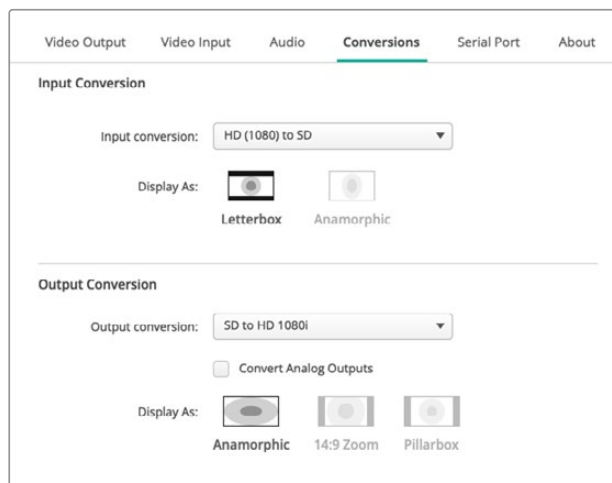 Video Output Video Input Audio Conversions Serial Port About
Input Conversion
Input conversion: HD (1080) to SD
Display As:
Letterbox Anamorphic
Output Conversion
Output conversion: SD to HD 1080i
Convert Analog Outputs
Display As:
Anamorphic 14:9 Zoom Pillarbox